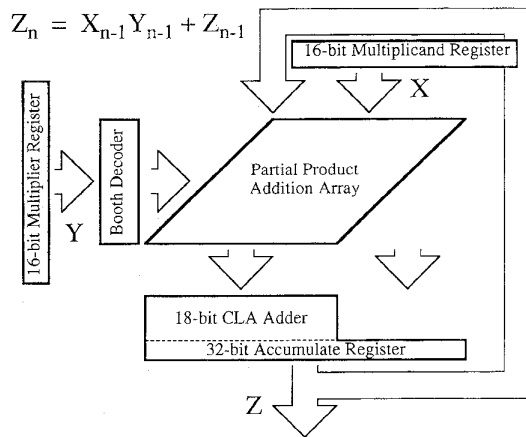 Zn = Xn-1Yn-1 + Zn-1
16-bit Multiplicand Register
X
16-bit Multiplier Register
Y
Booth Decoder
Partial Product
Addition Array
18-bit CLA Adder
32-bit Accumulate Register
Z